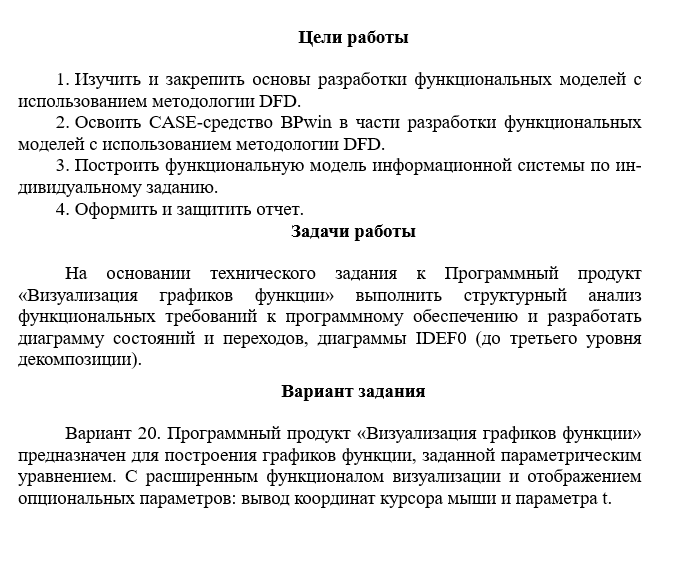 Цели работы
1. Изучить и закрепить основы разработки функциональных моделей с
использованием методологии DFD.
2. Освоить CASE-средство BPwin в части разработки функциональных
моделей с использованием методологии DFD.
3. Построить функциональную модель информационной системы по ин-
дивидуальному заданию.
4. Оформить и защитить отчет.
Задачи работы
На основании технического задания к Программный продукт
«Визуализация графиков функции» выполнить структурный анализ
функциональных требований к программному обеспечению и разработать
диаграмму состояний и переходов, диаграммы IDEF0 (до третьего уровня
декомпозиции).
Вариант задания
Вариант 20. Программный продукт «Визуализация графиков функции»
предназначен для построения графиков функции, заданной параметрическим
уравнением. С расширенным функционалом визуализации и отображением
опциональных параметров: вывод координат курсора мыши и параметра t.